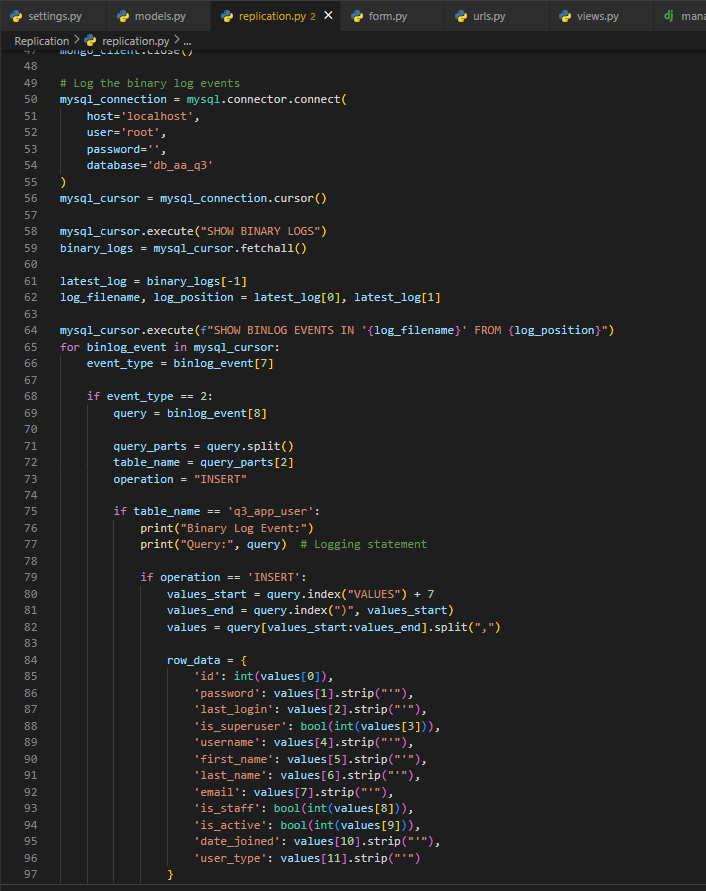 settings.py models.py replication.py 2 × form.py urls.py views.py dj mana
Replication > replication.py > ...
47 mongo_client.close()
48
49 # Log the binary log events
50 mysql_connection = mysql.connector.connect(
51     host='localhost',
52     user='root',
53     password='',
54     database='db_aa_q3'
55 )
56 mysql_cursor = mysql_connection.cursor()
57
58 mysql_cursor.execute("SHOW BINARY LOGS")
59 binary_logs = mysql_cursor.fetchall()
60
61 latest_log = binary_logs[-1]
62 log_filename, log_position = latest_log[0], latest_log[1]
63
64 mysql_cursor.execute(f"SHOW BINLOG EVENTS IN '{log_filename}' FROM {log_position}")
65 for binlog_event in mysql_cursor:
66     event_type = binlog_event[7]
67
68     if event_type == 2:
69         query = binlog_event[8]
70
71         query_parts = query.split()
72         table_name = query_parts[2]
73         operation = "INSERT"
74
75         if table_name == 'q3_app_user':
76             print("Binary Log Event:")
77             print("Query:", query)  # Logging statement
78
79             if operation == 'INSERT':
80                 values_start = query.index("VALUES") + 7
81                 values_end = query.index(")", values_start)
82                 values = query[values_start:values_end].split(",")
83
84                 row_data = {
85                     'id': int(values[0]),
86                     'password': values[1].strip("'"),
87                     'last_login': values[2].strip("'"),
88                     'is_superuser': bool(int(values[3])),
89                     'username': values[4].strip("'"),
90                     'first_name': values[5].strip("'"),
91                     'last_name': values[6].strip("'"),
92                     'email': values[7].strip("'"),
93                     'is_staff': bool(int(values[8])),
94                     'is_active': bool(int(values[9])),
95                     'date_joined': values[10].strip("'"),
96                     'user_type': values[11].strip("'")
97                 }